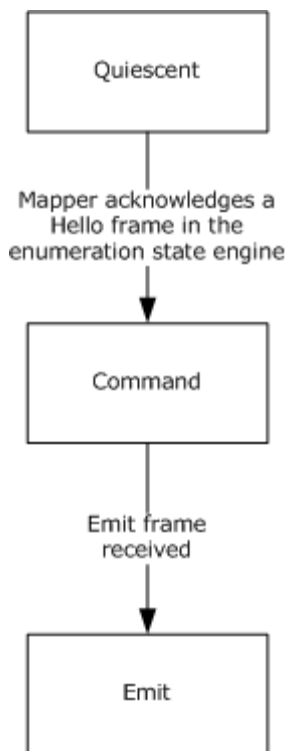 Quiescent
Mapper acknowledges a
Hello frame in the
enumeration state engine
Command
Emit frame
received
Emit